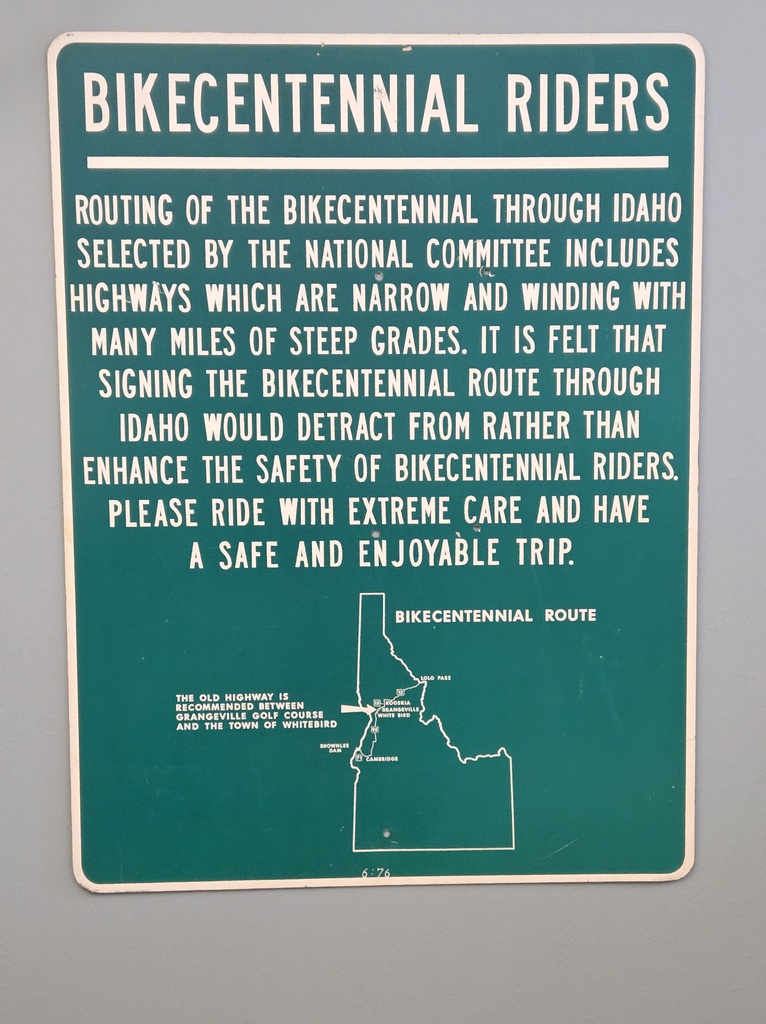 BIKECENTENNIAL RIDERS
ROUTING OF THE BIKECENTENNIAL THROUGH IDAHO
SELECTED BY THE NATIONAL COMMITTEE INCLUDES
HIGHWAYS WHICH ARE NARROW AND WINDING WITH
MANY MILES OF STEEP GRADES. IT IS FELT THAT
SIGNING THE BIKECENTENNIAL ROUTE THROUGH
IDAHO WOULD DETRACT FROM RATHER THAN
ENHANCE THE SAFETY OF BIKECENTENNIAL RIDERS.
PLEASE RIDE WITH EXTREME CARE AND HAVE
A SAFE AND ENJOYABLE TRIP.
BIKECENTENNIAL ROUTE
LOLO PASS
THE OLD HIGHWAY IS
RECOMMENDED BETWEEN
GRANGEVILLE GOLF COURSE
AND THE TOWN OF WHITEBIRD
KOOSKIA
GRANGEVILLE
WHITE BIRD
BROWNLEE
DAM
CAMBRIDGE
6:76